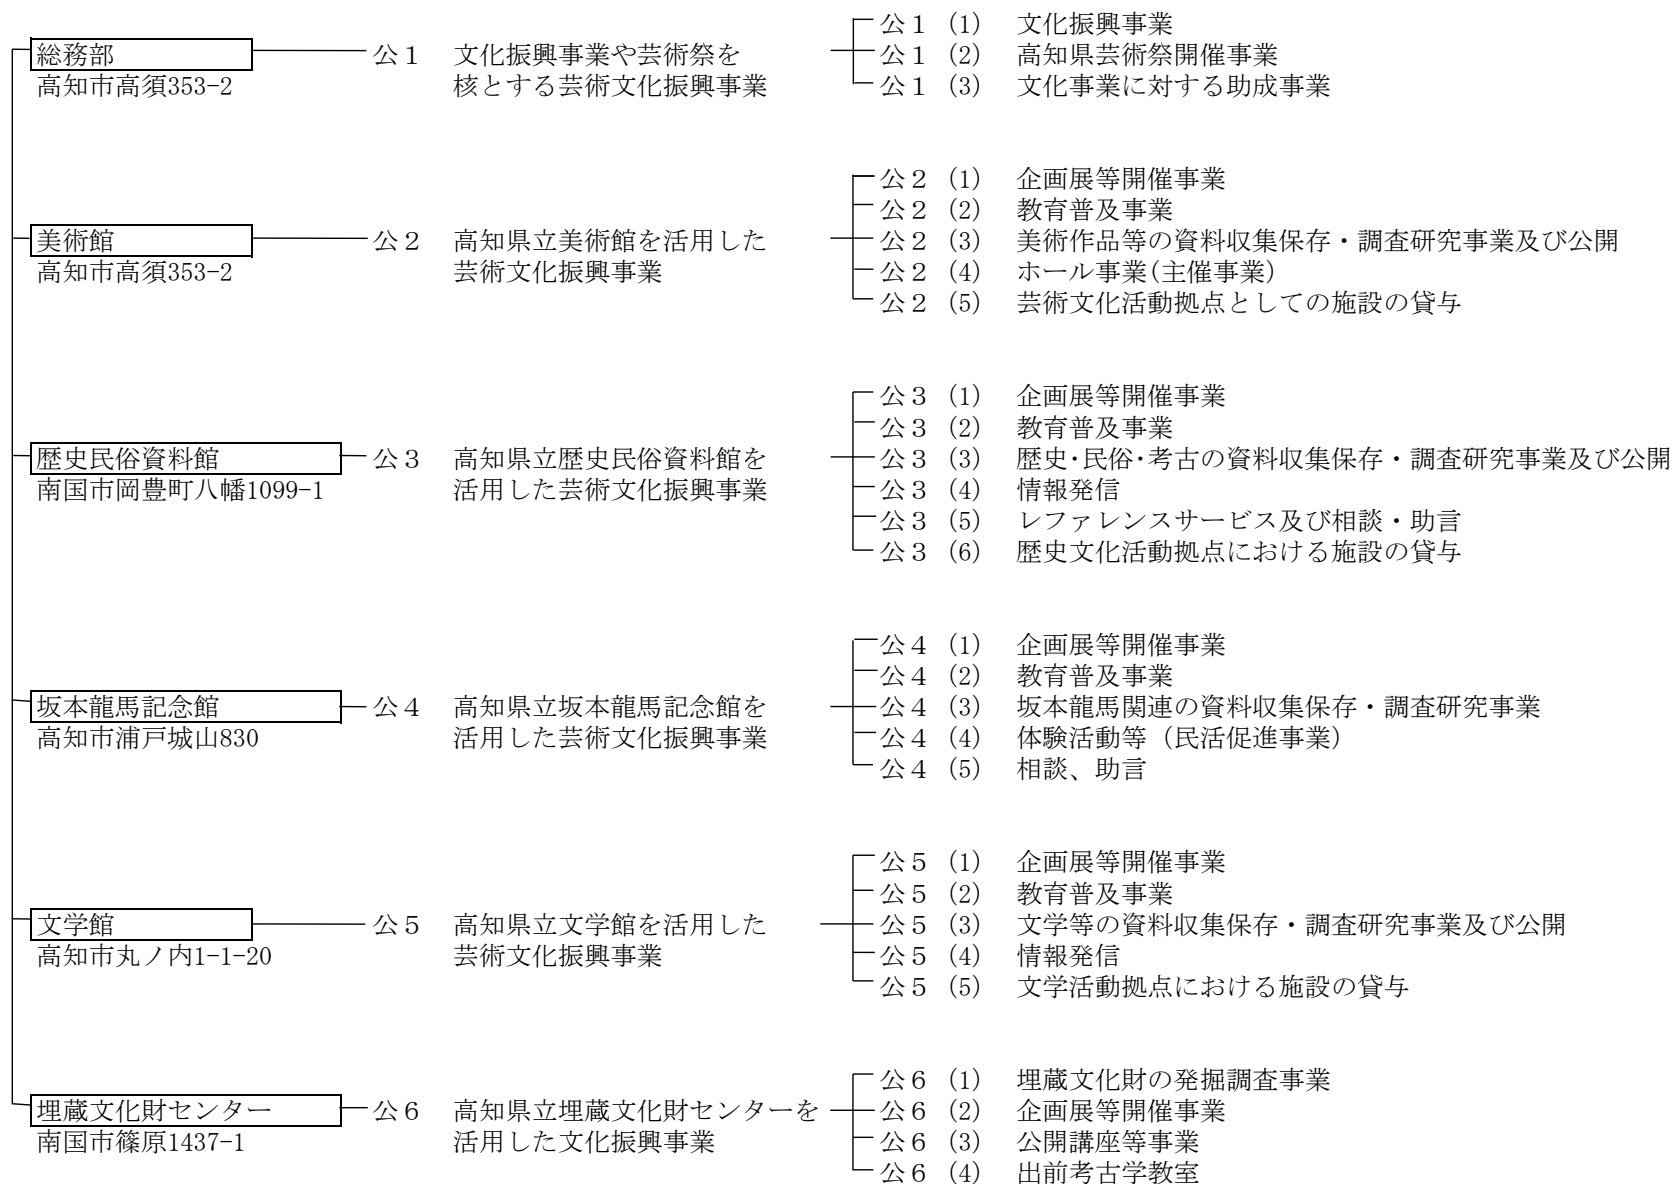 公１ (1) 文化振興事業
総務部 公１ 文化振興事業や芸術祭を 公１ (2) 高知県芸術祭開催事業
高知市高須353-2 核とする芸術文化振興事業 公１ (3) 文化事業に対する助成事業
公２ (1) 企画展等開催事業
公２ (2) 教育普及事業
美術館 公２ 高知県立美術館を活用した 公２ (3) 美術作品等の資料収集保存・調査研究事業及び公開
高知市高須353-2 芸術文化振興事業 公２ (4) ホール事業(主催事業)
公２ (5) 芸術文化活動拠点としての施設の貸与
公３ (1) 企画展等開催事業
公３ (2) 教育普及事業
歴史民俗資料館 公３ 高知県立歴史民俗資料館を 公３ (3) 歴史・民俗・考古の資料収集保存・調査研究事業及び公開
南国市岡豊町八幡1099-1 活用した芸術文化振興事業 公３ (4) 情報発信
公３ (5) レファレンスサービス及び相談・助言
公３ (6) 歴史文化活動拠点における施設の貸与
公４ (1) 企画展等開催事業
公４ (2) 教育普及事業
坂本龍馬記念館 公４ 高知県立坂本龍馬記念館を 公４ (3) 坂本龍馬関連の資料収集保存・調査研究事業
高知市浦戸城山830 活用した芸術文化振興事業 公４ (4) 体験活動等（民活促進事業）
公４ (5) 相談、助言
公５ (1) 企画展等開催事業
公５ (2) 教育普及事業
文学館 公５ 高知県立文学館を活用した 公５ (3) 文学等の資料収集保存・調査研究事業及び公開
高知市丸ノ内1-1-20 芸術文化振興事業 公５ (4) 情報発信
公５ (5) 文学活動拠点における施設の貸与
公６ (1) 埋蔵文化財の発掘調査事業
埋蔵文化財センター 公６ 高知県立埋蔵文化財センターを 公６ (2) 企画展等開催事業
南国市篠原1437-1 活用した文化振興事業 公６ (3) 公開講座等事業
公６ (4) 出前考古学教室